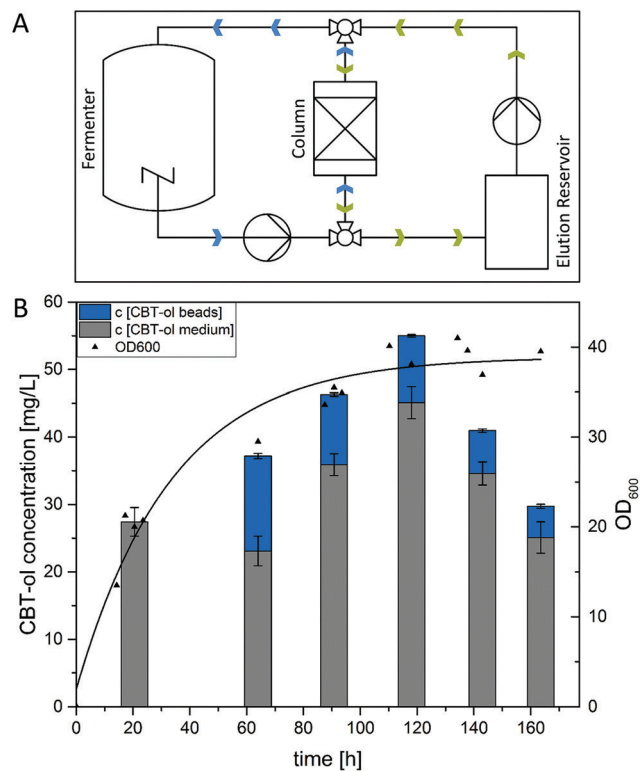 A
Fermenter
Column
Elution Reservoir
B
c [CBT-ol beads]
c [CBT-ol medium]
OD600
CBT-ol concentration [mg/L]
60
50
40
30
20
10
0
40
30
20
10
0
OD₆₀₀
0 20 40 60 80 100 120 140 160
time [h]